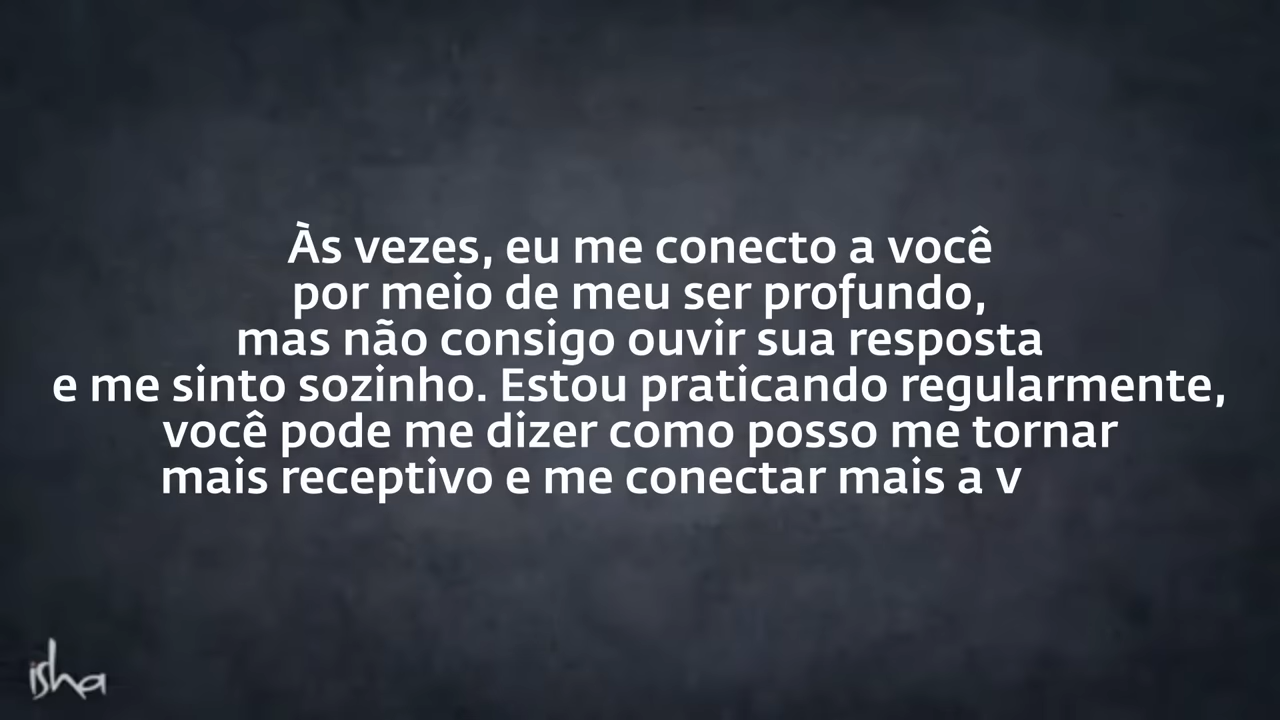 Às vezes, eu me conecto a você
por meio de meu ser profundo,
mas não consigo ouvir sua resposta
e me sinto sozinho. Estou praticando regularmente,
você pode me dizer como posso me tornar
mais receptivo e me conectar mais a v
isha